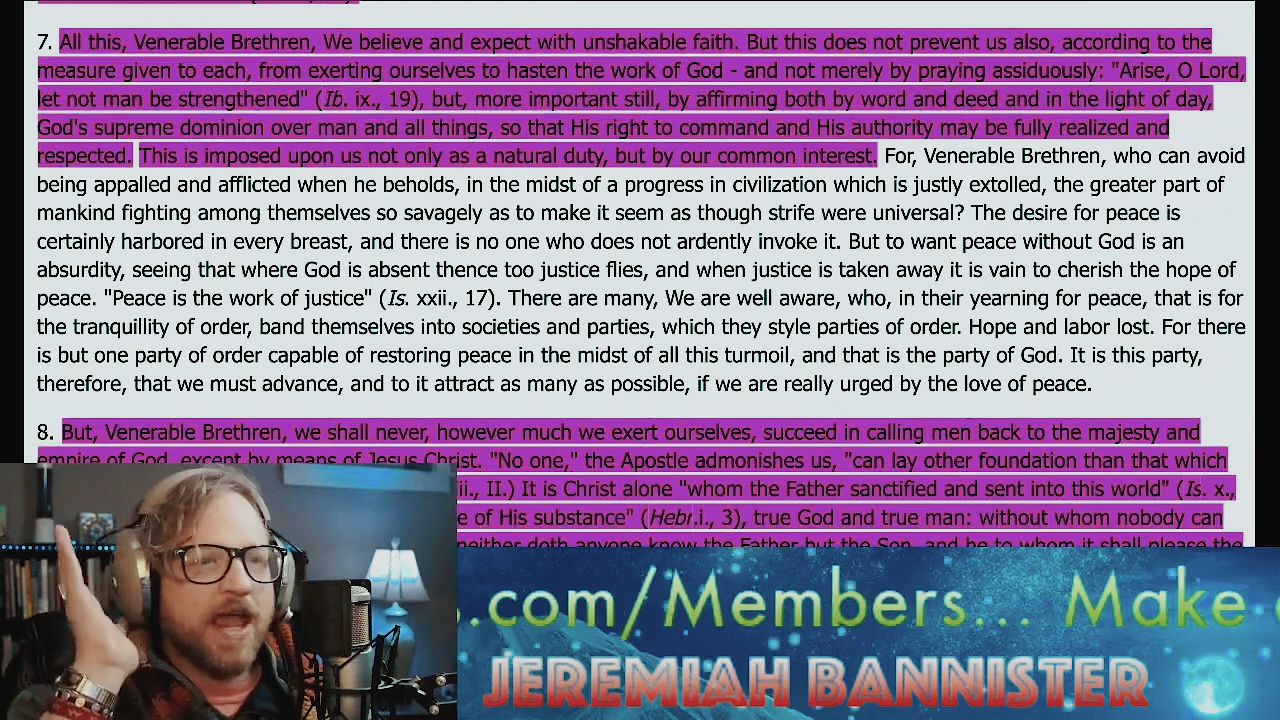 7. All this, Venerable Brethren, We believe and expect with unshakable faith. But this does not prevent us also, according to the
measure given to each, from exerting ourselves to hasten the work of God - and not merely by praying assiduously: "Arise, O Lord,
let not man be strengthened" (Ib. ix., 19), but, more important still, by affirming both by word and deed and in the light of day,
God's supreme dominion over man and all things, so that His right to command and His authority may be fully realized and
respected. This is imposed upon us not only as a natural duty, but by our common interest. For, Venerable Brethren, who can avoid
being appalled and afflicted when he beholds, in the midst of a progress in civilization which is justly extolled, the greater part of
mankind fighting among themselves so savagely as to make it seem as though strife were universal? The desire for peace is
certainly harbored in every breast, and there is no one who does not ardently invoke it. But to want peace without God is an
absurdity, seeing that where God is absent thence too justice flies, and when justice is taken away it is vain to cherish the hope of
peace. "Peace is the work of justice" (Is. xxii., 17). There are many, We are well aware, who, in their yearning for peace, that is for
the tranquillity of order, band themselves into societies and parties, which they style parties of order. Hope and labor lost. For there
is but one party of order capable of restoring peace in the midst of all this turmoil, and that is the party of God. It is this party,
therefore, that we must advance, and to it attract as many as possible, if we are really urged by the love of peace.
8. But, Venerable Brethren, we shall never, however much we exert ourselves, succeed in calling men back to the majesty and
empire of God, except by means of Jesus Christ. "No one," the Apostle admonishes us, "can lay other foundation than that which
ii., II.) It is Christ alone "whom the Father sanctified and sent into this world" (Is. x.,
e of His substance" (Hebr.i., 3), true God and true man: without whom nobody can
neither doth anyone know the Father but the Son, and he to whom it shall please the
.com/Members... Make
JEREMIAH BANNISTER